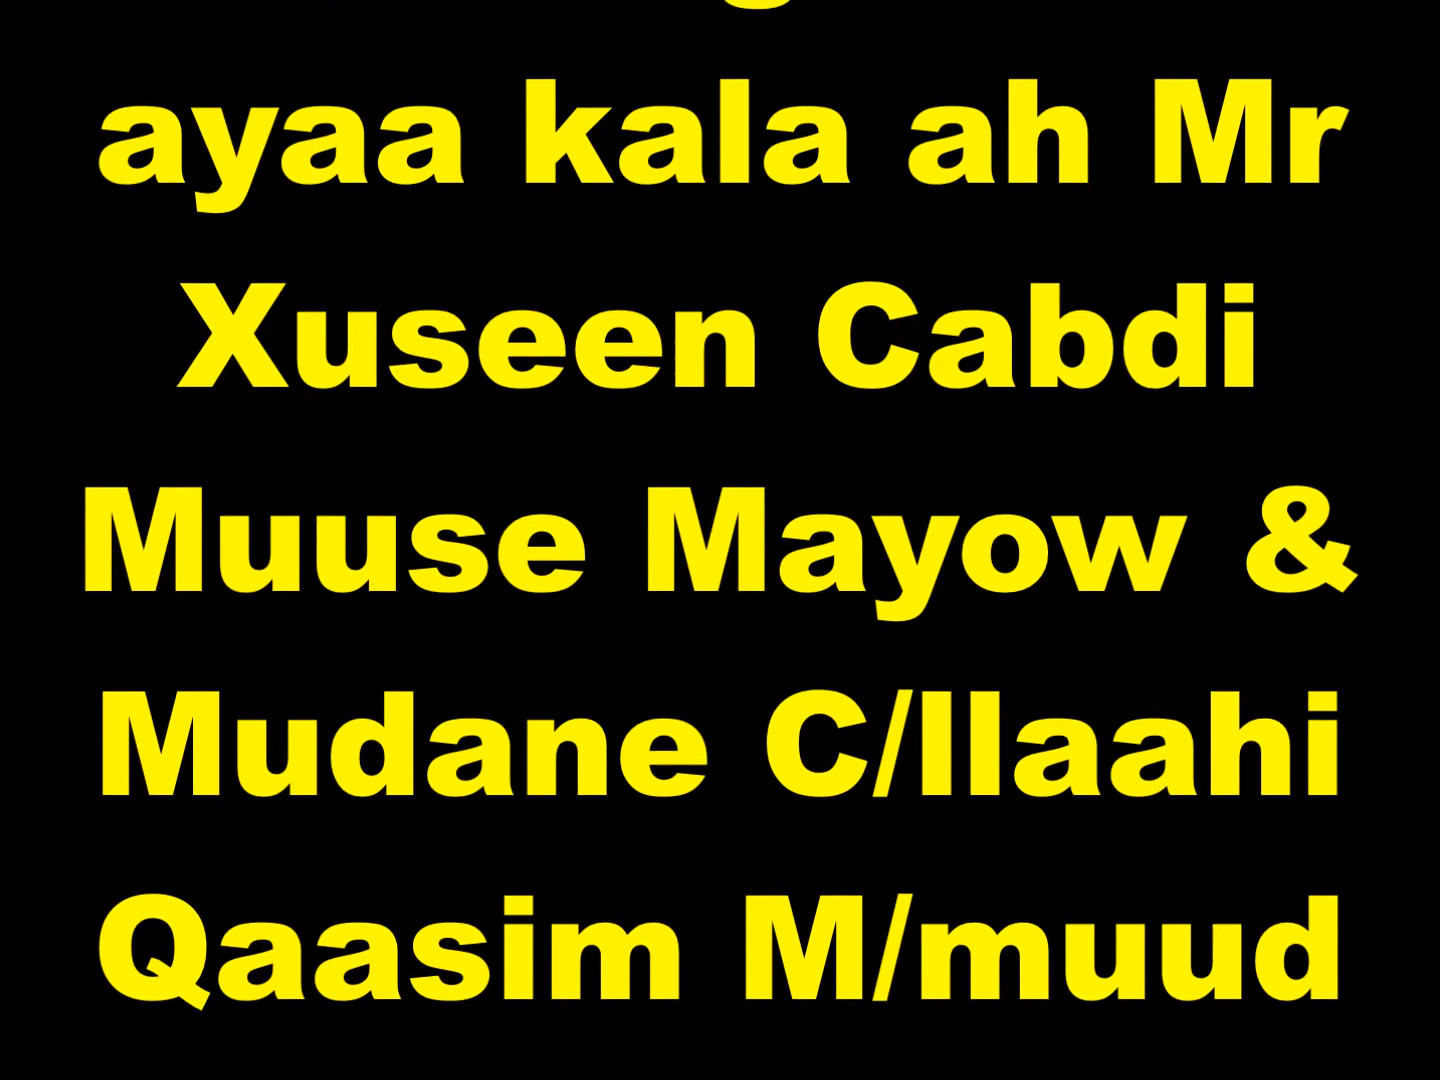 ayaa kala ah Mr
Xuseen Cabdi
Muuse Mayow &
Mudane C/llaahi
Qaasim M/muud